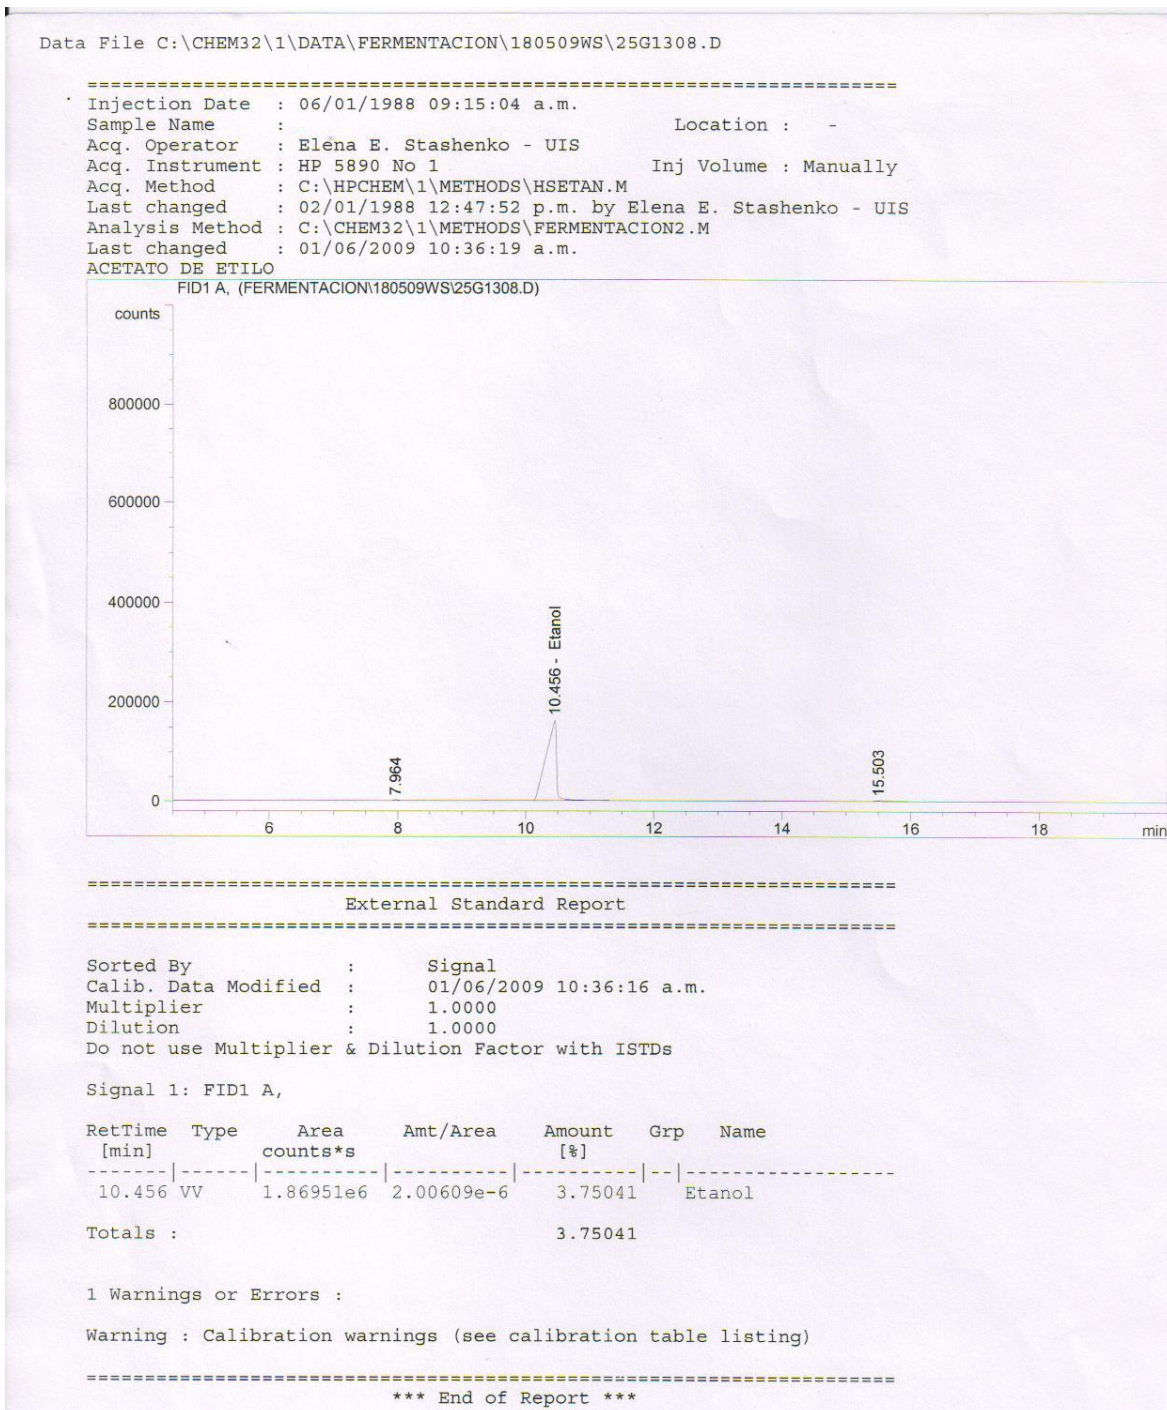 Data File C:\CHEM32\1\DATA\FERMENTACION\180509WS\25G1308.D
=====================================================================
Injection Date  : 06/01/1988 09:15:04 a.m.
Sample Name     :                                  Location :   -
Acq. Operator   : Elena E. Stashenko - UIS
Acq. Instrument : HP 5890 No 1                   Inj Volume : Manually
Acq. Method     : C:\HPCHEM\1\METHODS\HSETAN.M
Last changed    : 02/01/1988 12:47:52 p.m. by Elena E. Stashenko - UIS
Analysis Method : C:\CHEM32\1\METHODS\FERMENTACION2.M
Last changed    : 01/06/2009 10:36:19 a.m.
ACETATO DE ETILO
FID1 A, (FERMENTACION\180509WS\25G1308.D)
counts
800000
600000
400000
200000
0
7.964
10.456 - Etanol
15.503
6 8 10 12 14 16 18 min
=====================================================================
External Standard Report
=====================================================================
Sorted By             :      Signal
Calib. Data Modified  :      01/06/2009 10:36:16 a.m.
Multiplier            :      1.0000
Dilution              :      1.0000
Do not use Multiplier & Dilution Factor with ISTDs
Signal 1: FID1 A,
RetTime  Type     Area      Amt/Area    Amount   Grp   Name
[min]          counts*s                [%]
-------|------|----------|----------|----------|--|------------------
10.456 VV     1.86951e6  2.00609e-6    3.75041    Etanol
Totals :                                3.75041
1 Warnings or Errors :
Warning : Calibration warnings (see calibration table listing)
=====================================================================
*** End of Report ***